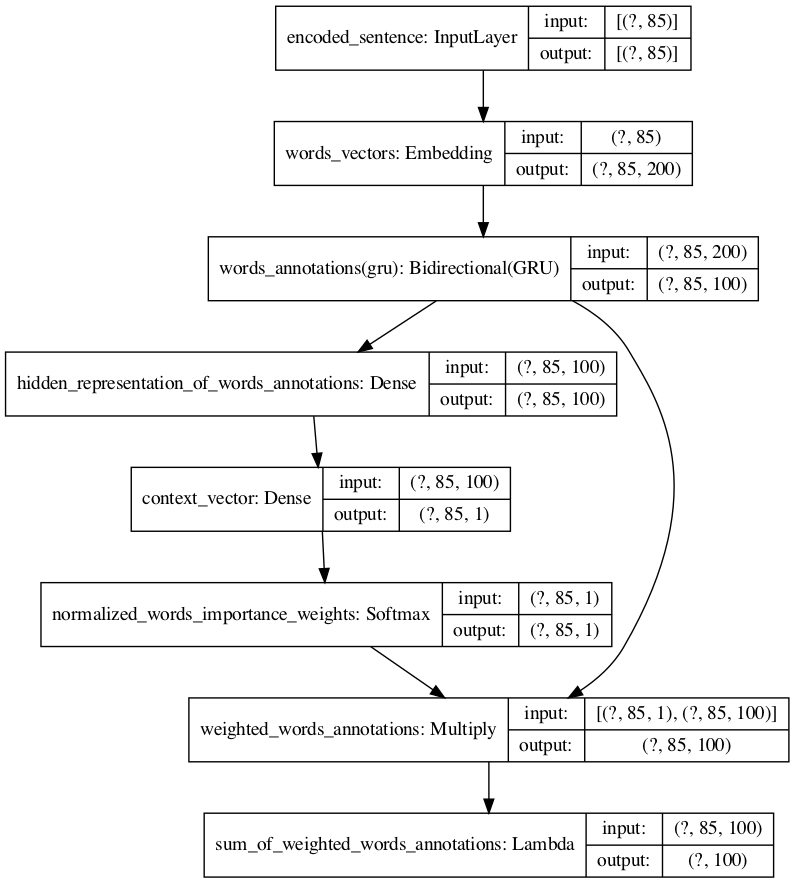 encoded_sentence: InputLayer
input: [(?, 85)]
output: [(?, 85)]
words_vectors: Embedding
input: (?, 85)
output: (?, 85, 200)
words_annotations(gru): Bidirectional(GRU)
input: (?, 85, 200)
output: (?, 85, 100)
hidden_representation_of_words_annotations: Dense
input: (?, 85, 100)
output: (?, 85, 100)
context_vector: Dense
input: (?, 85, 100)
output: (?, 85, 1)
normalized_words_importance_weights: Softmax
input: (?, 85, 1)
output: (?, 85, 1)
weighted_words_annotations: Multiply
input: [(?, 85, 1), (?, 85, 100)]
output: (?, 85, 100)
sum_of_weighted_words_annotations: Lambda
input: (?, 85, 100)
output: (?, 100)